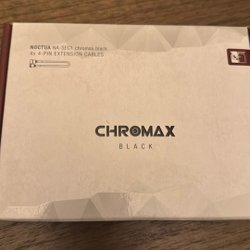 NOCTUA NA-SEC1 chromax.black
4x 4-PIN EXTENSION CABLES
CHROMAX
BLACK